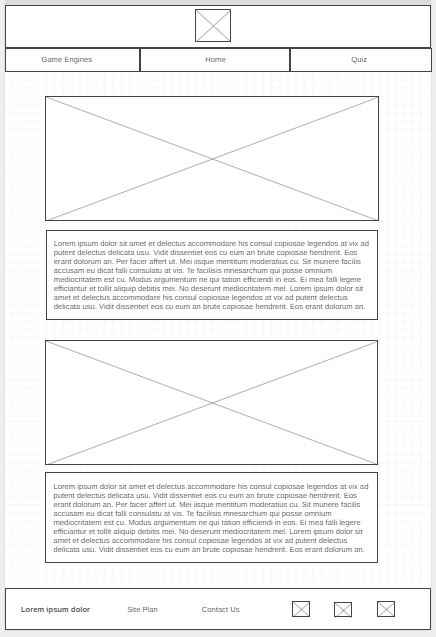 Game Engines
Home
Quiz
Lorem ipsum dolor sit amet et delectus accommodare his consul copiosae legendos at vix ad
putent delectus delicata usu. Vidit dissentiet eos cu eum an brute copiosae hendrerit. Eos
erant dolorum an. Per facer affert ut. Mei iisque mentitum moderatius cu. Sit munere facilis
accusam eu dicat falli consulatu at vis. Te facilisis mnesarchum qui posse omnium
mediocritatem est cu. Modus argumentum ne qui tation efficiendi in eos. Ei mea falli legere
efficiantur et tollit aliquip debitis mei. No deserunt mediocritatem mel. Lorem ipsum dolor sit
amet et delectus accommodare his consul copiosae legendos at vix ad putent delectus
delicata usu. Vidit dissentiet eos cu eum an brute copiosae hendrerit. Eos erant dolorum an.
Lorem ipsum dolor sit amet et delectus accommodare his consul copiosae legendos at vix ad
putent delectus delicata usu. Vidit dissentiet eos cu eum an brute copiosae hendrerit. Eos
erant dolorum an. Per facer affert ut. Mei iisque mentitum moderatius cu. Sit munere facilis
accusam eu dicat falli consulatu at vis. Te facilisis mnesarchum qui posse omnium
mediocritatem est cu. Modus argumentum ne qui tation efficiendi in eos. Ei mea falli legere
efficiantur et tollit aliquip debitis mei. No deserunt mediocritatem mel. Lorem ipsum dolor sit
amet et delectus accommodare his consul copiosae legendos at vix ad putent delectus
delicata usu. Vidit dissentiet eos cu eum an brute copiosae hendrerit. Eos erant dolorum an.
Lorem ipsum dolor
Site Plan
Contact Us